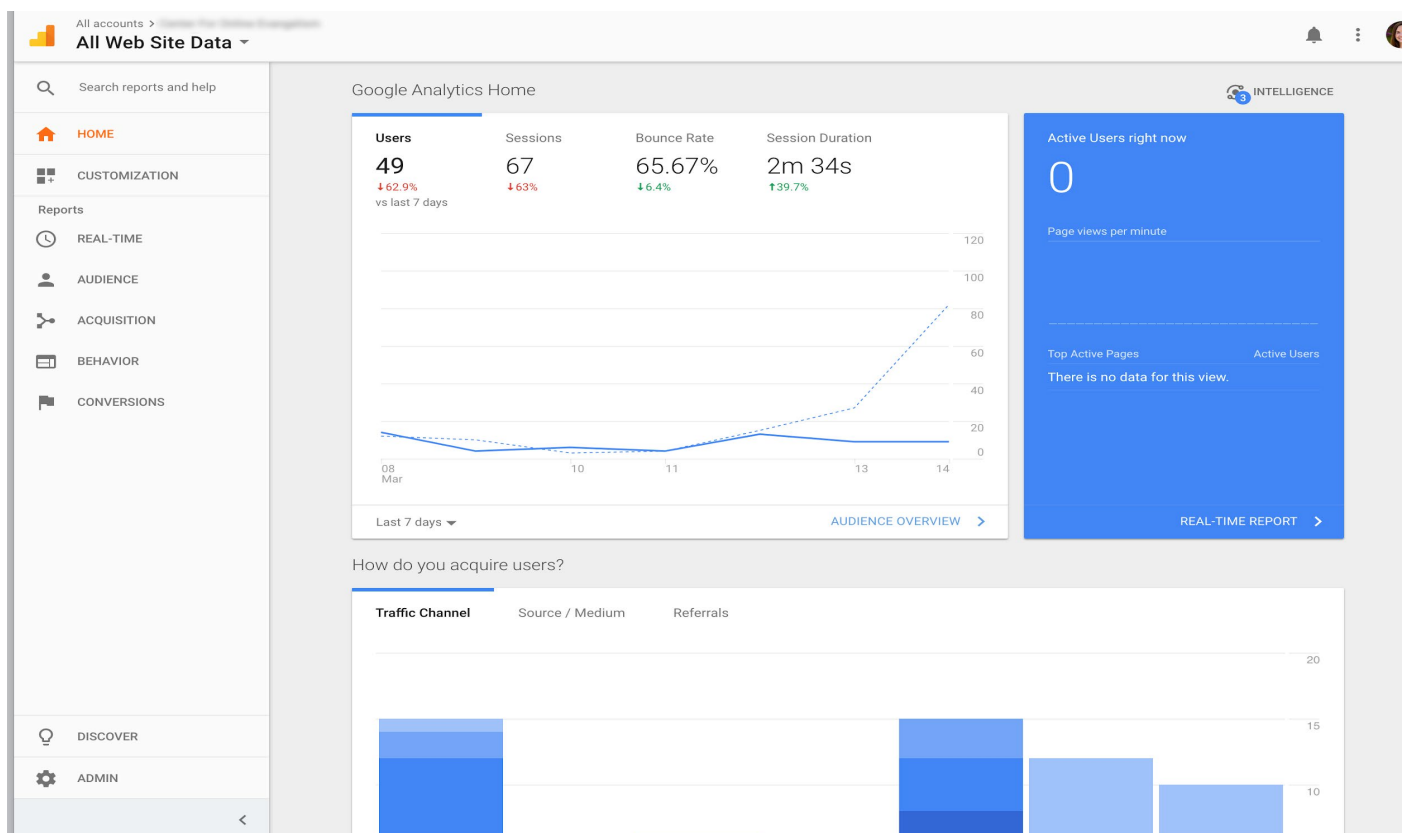 All accounts >
All Web Site Data
Search reports and help
HOME
CUSTOMIZATION
Reports
REAL-TIME
AUDIENCE
ACQUISITION
BEHAVIOR
CONVERSIONS
DISCOVER
ADMIN
Google Analytics Home
3 INTELLIGENCE
Users Sessions Bounce Rate Session Duration
49 67 65.67% 2m 34s
↓62.9% ↓63% ↓6.4% ↑39.7%
vs last 7 days
120
100
80
60
40
20
0
08 10 11 13 14
Mar
Last 7 days
AUDIENCE OVERVIEW >
Active Users right now
0
Page views per minute
Top Active Pages Active Users
There is no data for this view.
REAL-TIME REPORT >
How do you acquire users?
Traffic Channel Source / Medium Referrals
20
15
10